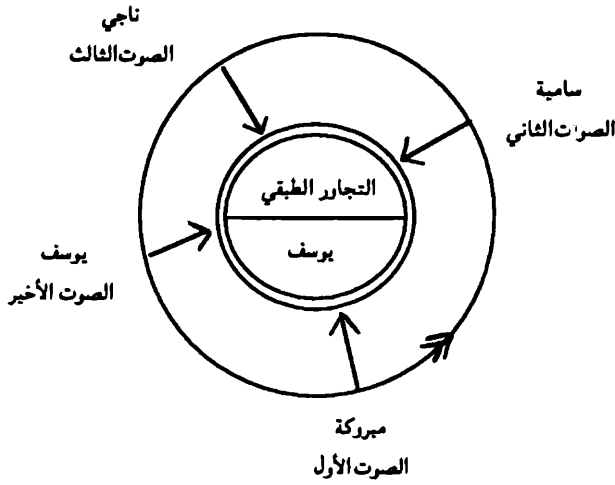 ناجي
الصوت الثالث
سامية
الصوت الثاني
التجاور الطبقي
يوسف
يوسف
الصوت الأخير
مبروكة
الصوت الأول